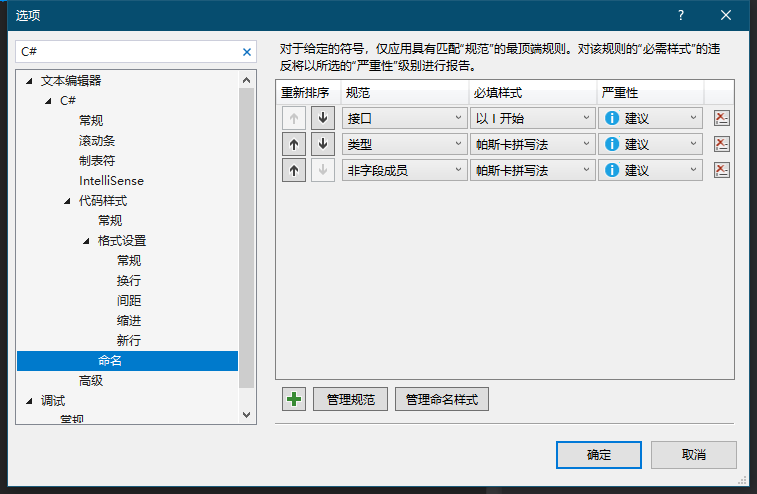 选项
C#
文本编辑器
C#
常规
滚动条
制表符
IntelliSense
代码样式
常规
格式设置
常规
换行
间距
缩进
新行
命名
高级
调试
常规
对于给定的符号，仅应用具有匹配“规范”的最顶端规则。对该规则的“必需样式”的违
反将以所选的“严重性”级别进行报告。
重新排序 规范 必填样式 严重性
接口 以 I 开始 建议
类型 帕斯卡拼写法 建议
非字段成员 帕斯卡拼写法 建议
管理规范 管理命名样式
确定 取消